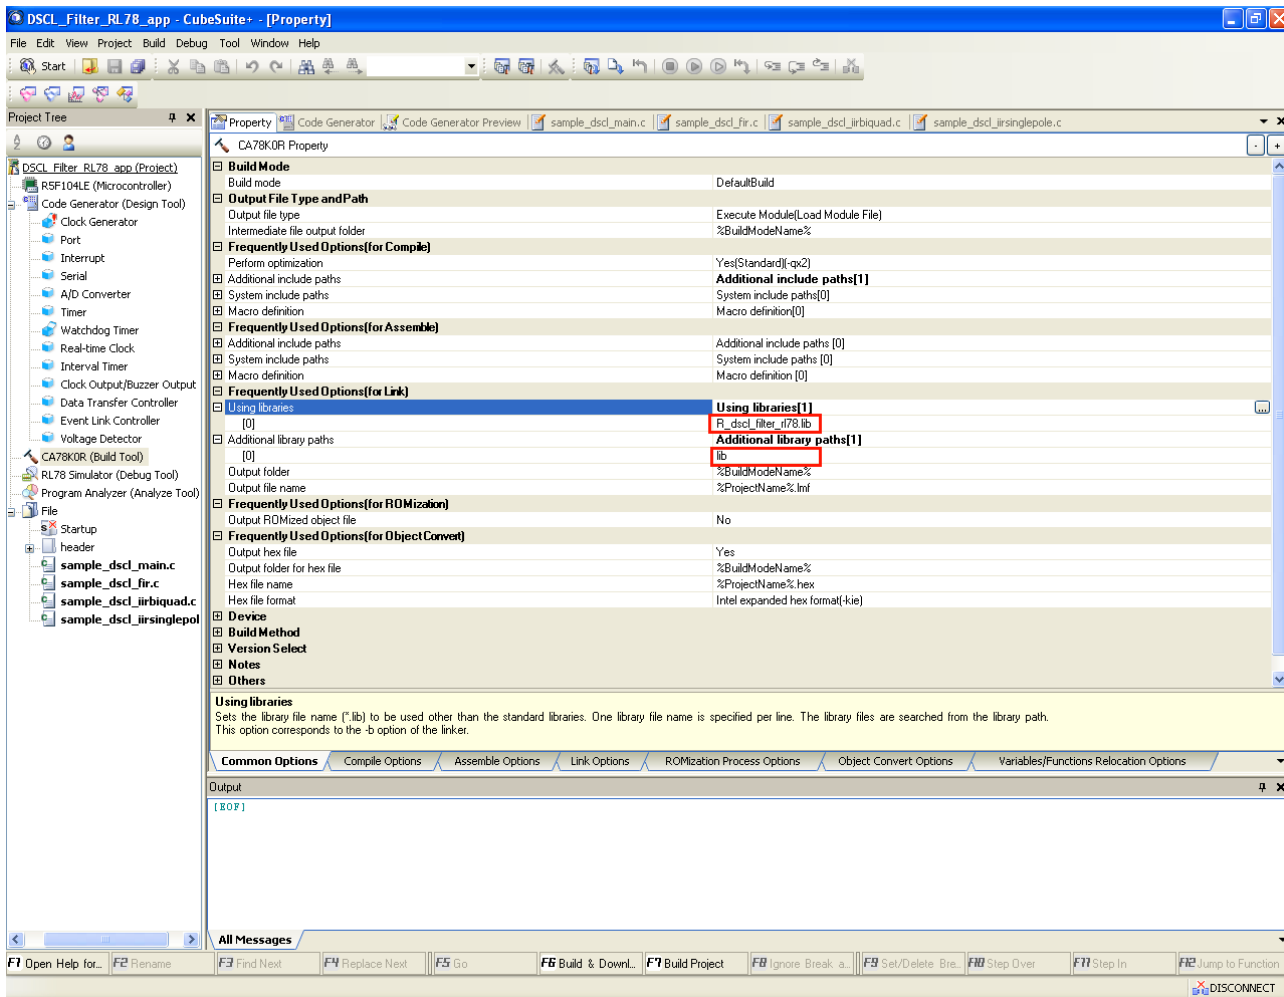 DSCL_Filter_RL78_app - CubeSuite+ - [Property]
File Edit View Project Build Debug Tool Window Help
Start
Project Tree
Property Code Generator Code Generator Preview sample_dscl_main.c sample_dscl_fir.c sample_dscl_iirbiquad.c sample_dscl_iirsinglepole.c
CA78K0R Property
DSCL_Filter_RL78_app (Project)
R5F104LE (Microcontroller)
Code Generator (Design Tool)
Clock Generator
Port
Interrupt
Serial
A/D Converter
Timer
Watchdog Timer
Real-time Clock
Interval Timer
Clock Output/Buzzer Output
Data Transfer Controller
Event Link Controller
Voltage Detector
CA78K0R (Build Tool)
RL78 Simulator (Debug Tool)
Program Analyzer (Analyze Tool)
File
Startup
header
sample_dscl_main.c
sample_dscl_fir.c
sample_dscl_iirbiquad.c
sample_dscl_iirsinglepol
Build Mode
Build mode DefaultBuild
Output File Type and Path
Output file type Execute Module(Load Module File)
Intermediate file output folder %BuildModeName%
Frequently Used Options(for Compile)
Perform optimization Yes(Standard)(-qx2)
Additional include paths Additional include paths[1]
System include paths System include paths[0]
Macro definition Macro definition[0]
Frequently Used Options(for Assemble)
Additional include paths Additional include paths [0]
System include paths System include paths [0]
Macro definition Macro definition [0]
Frequently Used Options(for Link)
Using libraries Using libraries[1] ...
[0] R_dscl_filter_rl78.lib
Additional library paths Additional library paths[1]
[0] lib
Output folder %BuildModeName%
Output file name %ProjectName%.lmf
Frequently Used Options(for ROMization)
Output ROMized object file No
Frequently Used Options(for Object Convert)
Output hex file Yes
Output folder for hex file %BuildModeName%
Hex file name %ProjectName%.hex
Hex file format Intel expanded hex format(-kie)
Device
Build Method
Version Select
Notes
Others
Using libraries
Sets the library file name (*.lib) to be used other than the standard libraries. One library file name is specified per line. The library files are searched from the library path.
This option corresponds to the -b option of the linker.
Common Options Compile Options Assemble Options Link Options ROMization Process Options Object Convert Options Variables/Functions Relocation Options
Output
[EOF]
All Messages
F1 Open Help for... F2 Rename F3 Find Next F4 Replace Next F5 Go F6 Build & Downl... F7 Build Project F8 Ignore Break a... F9 Set/Delete Bre... F10 Step Over F11 Step In F12 Jump to Function
DISCONNECT